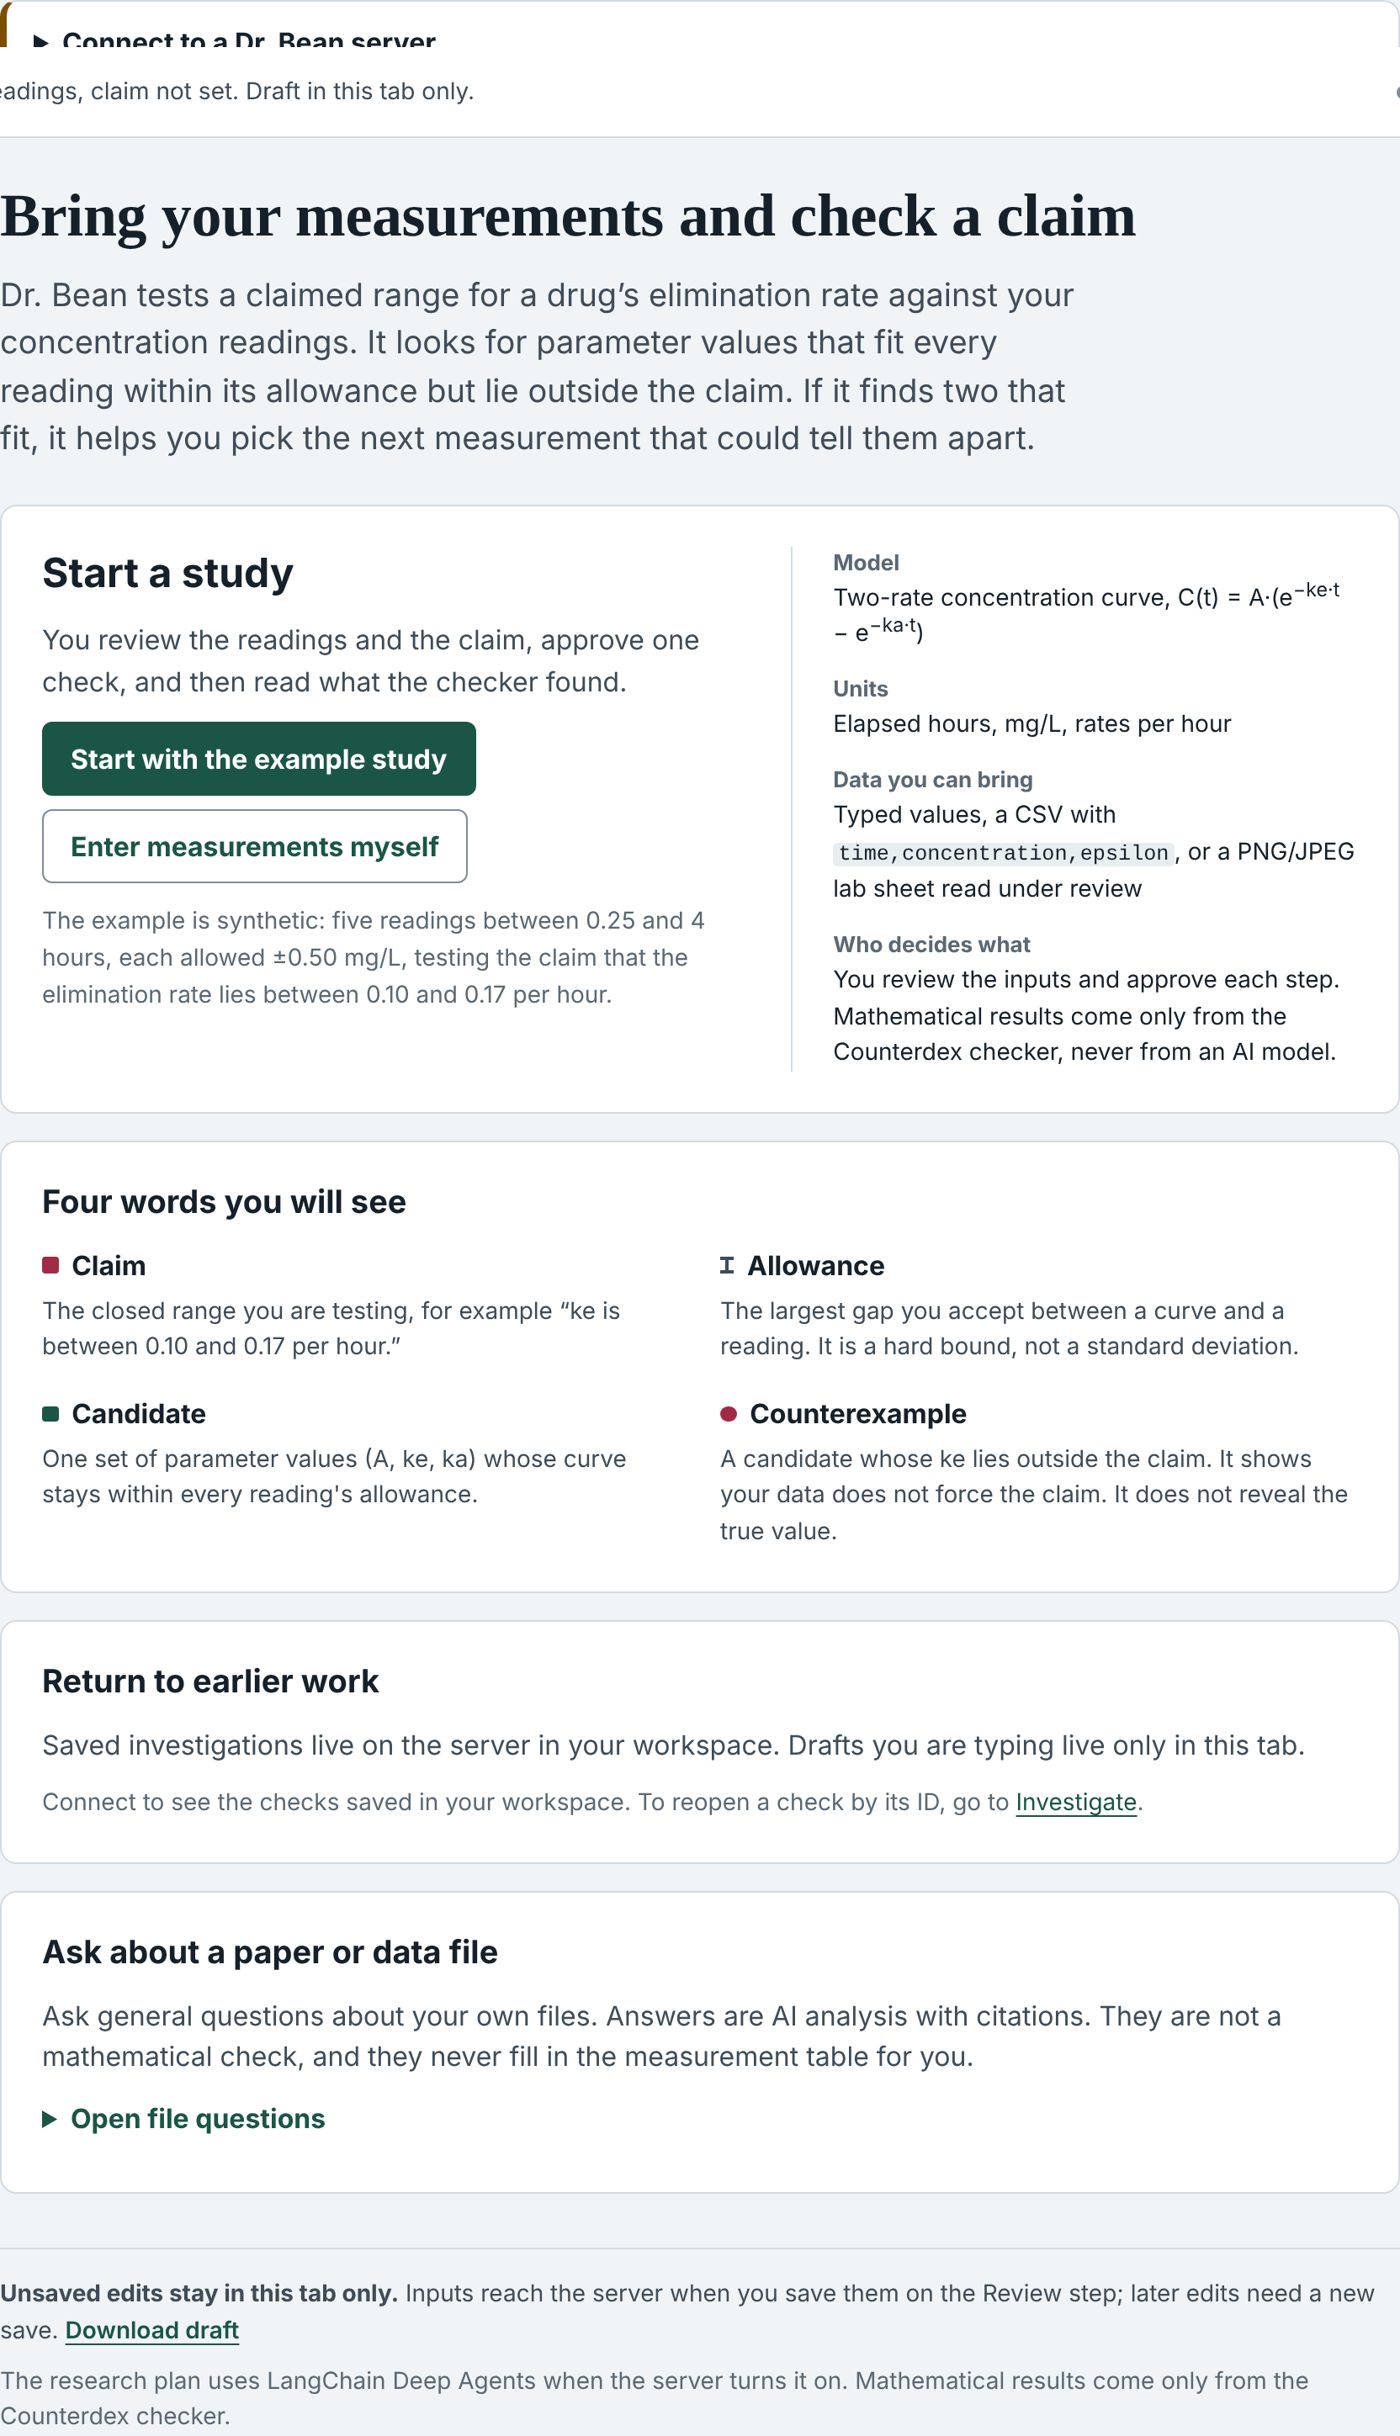 Connect to a Dr. Bean server
eadings, claim not set. Draft in this tab only.
Bring your measurements and check a claim
Dr. Bean tests a claimed range for a drug’s elimination rate against your
concentration readings. It looks for parameter values that fit every
reading within its allowance but lie outside the claim. If it finds two that
fit, it helps you pick the next measurement that could tell them apart.
Start a study
You review the readings and the claim, approve one
check, and then read what the checker found.
Start with the example study
Enter measurements myself
The example is synthetic: five readings between 0.25 and 4
hours, each allowed ±0.50 mg/L, testing the claim that the
elimination rate lies between 0.10 and 0.17 per hour.
Model
Two-rate concentration curve, C(t) = A·(e−ke·t
− e−ka·t)
Units
Elapsed hours, mg/L, rates per hour
Data you can bring
Typed values, a CSV with
time,concentration,epsilon, or a PNG/JPEG
lab sheet read under review
Who decides what
You review the inputs and approve each step.
Mathematical results come only from the
Counterdex checker, never from an AI model.
Four words you will see
Claim
The closed range you are testing, for example “ke is
between 0.10 and 0.17 per hour.”
Allowance
The largest gap you accept between a curve and a
reading. It is a hard bound, not a standard deviation.
Candidate
One set of parameter values (A, ke, ka) whose curve
stays within every reading's allowance.
Counterexample
A candidate whose ke lies outside the claim. It shows
your data does not force the claim. It does not reveal the
true value.
Return to earlier work
Saved investigations live on the server in your workspace. Drafts you are typing live only in this tab.
Connect to see the checks saved in your workspace. To reopen a check by its ID, go to Investigate.
Ask about a paper or data file
Ask general questions about your own files. Answers are AI analysis with citations. They are not a
mathematical check, and they never fill in the measurement table for you.
Open file questions
Unsaved edits stay in this tab only. Inputs reach the server when you save them on the Review step; later edits need a new
save. Download draft
The research plan uses LangChain Deep Agents when the server turns it on. Mathematical results come only from the
Counterdex checker.